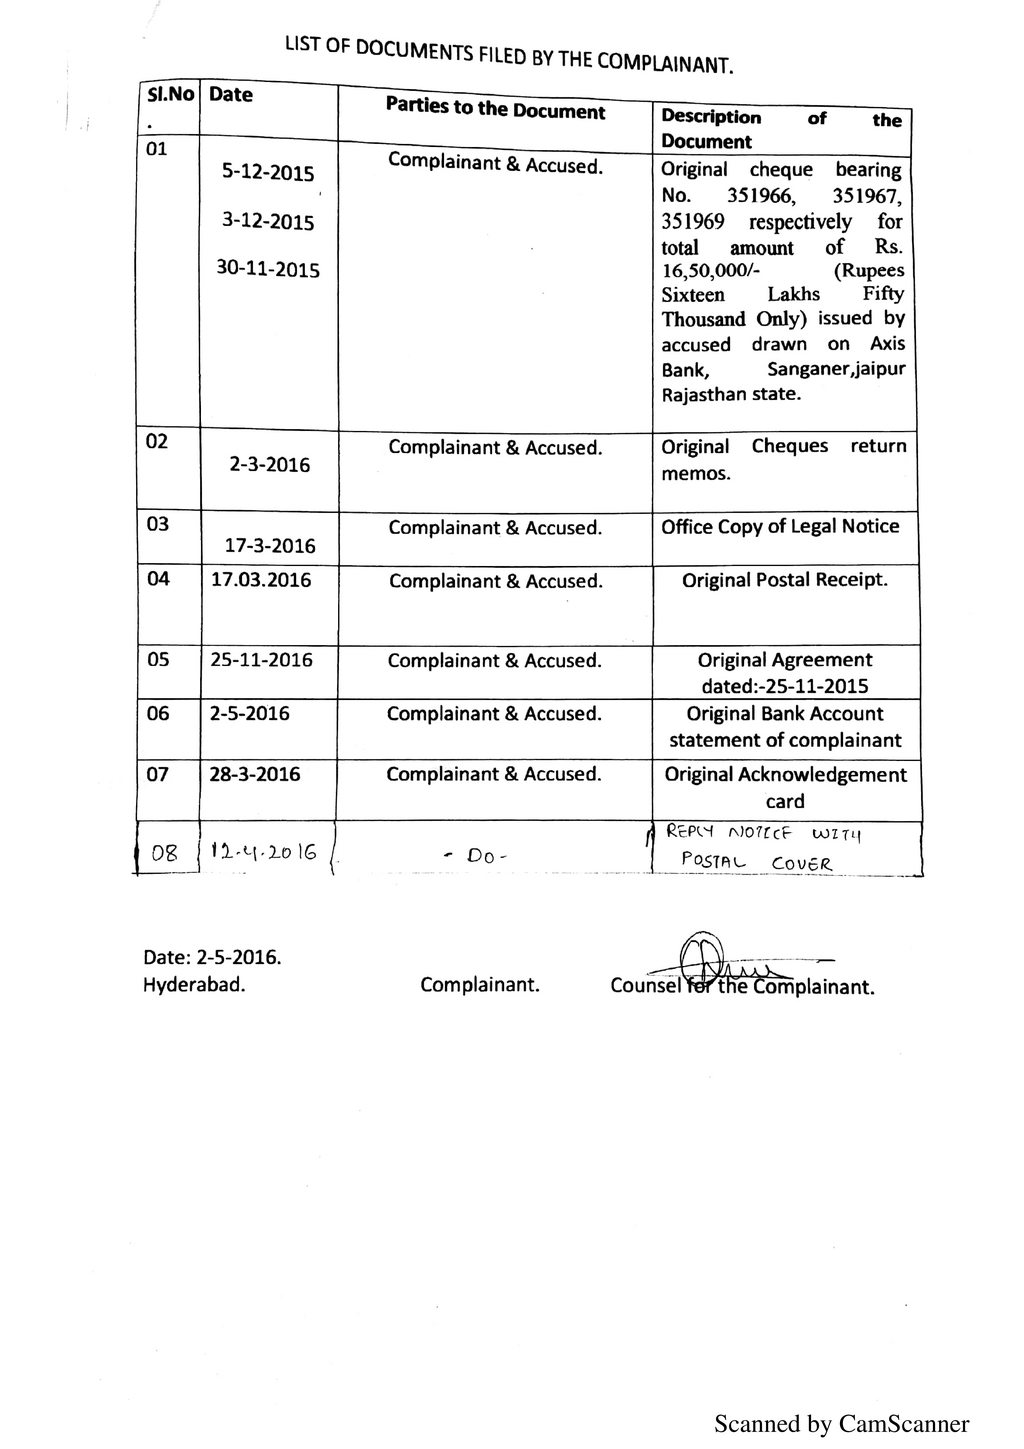 LIST OF DOCUMENTS FILED BY THE COMPLAINANT.
Sl.No. Date Parties to the Document Description of the
Document
01 5-12-2015 Complainant & Accused. Original cheque bearing
No. 351966, 351967,
3-12-2015 351969 respectively for
total amount of Rs.
30-11-2015 16,50,000/- (Rupees
Sixteen Lakhs Fifty
Thousand Only) issued by
accused drawn on Axis
Bank, Sanganer,jaipur
Rajasthan state.
02 2-3-2016 Complainant & Accused. Original Cheques return
memos.
03 17-3-2016 Complainant & Accused. Office Copy of Legal Notice
04 17.03.2016 Complainant & Accused. Original Postal Receipt.
05 25-11-2016 Complainant & Accused. Original Agreement
dated:-25-11-2015
06 2-5-2016 Complainant & Accused. Original Bank Account
statement of complainant
07 28-3-2016 Complainant & Accused. Original Acknowledgement
card
08 12.4.2016 - Do - REPLY NOTICE WITH
POSTAL COVER
Date: 2-5-2016.
Hyderabad. Complainant. Counsel for the Complainant.
Scanned by CamScanner